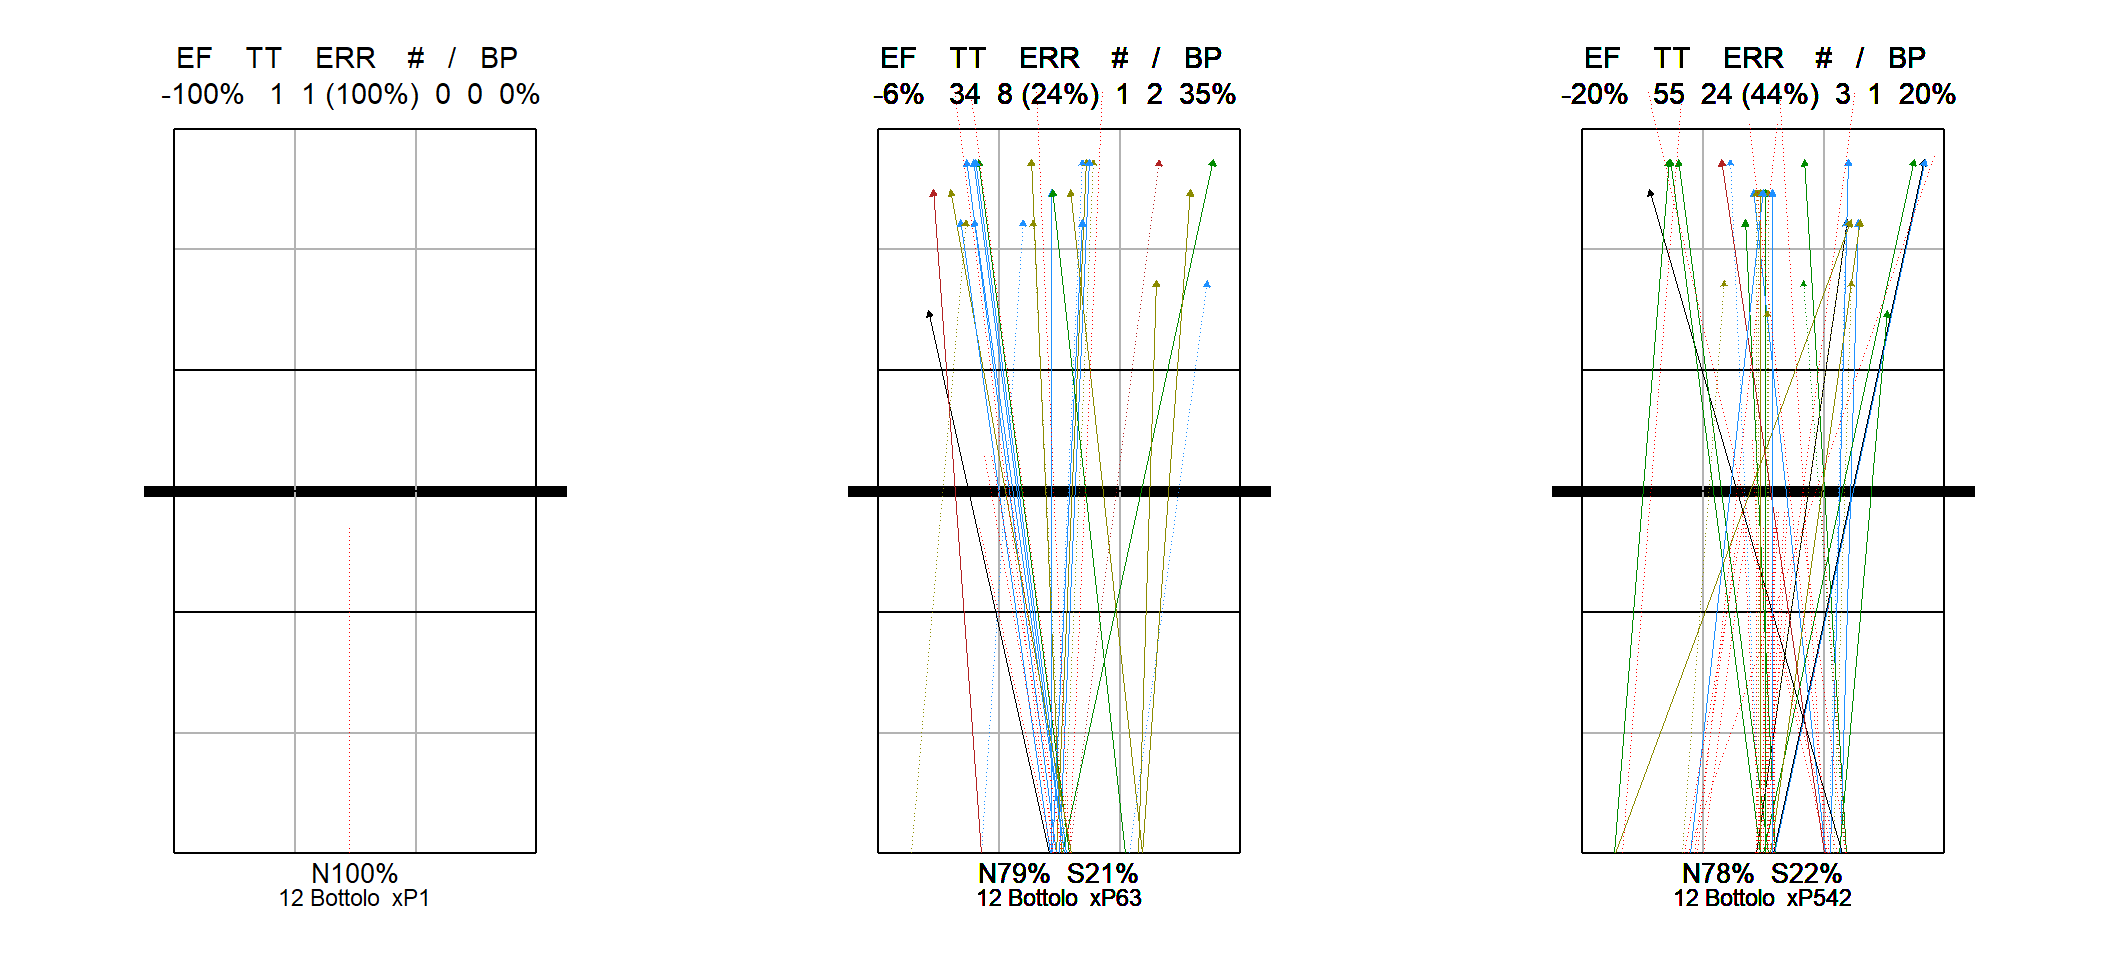 EF TT ERR # / BP
-100% 1 1 (100%) 0 0 0%
N100%
12 Bottolo xP1
EF TT ERR # / BP
-6% 34 8 (24%) 1 2 35%
N79% S21%
12 Bottolo xP63
EF TT ERR # / BP
-20% 55 24 (44%) 3 1 20%
N78% S22%
12 Bottolo xP542